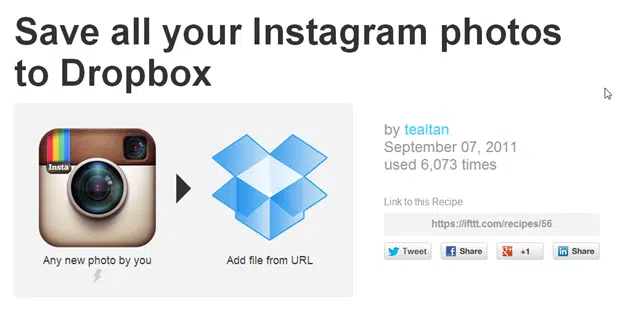 Save all your Instagram photos
to Dropbox
Insta
Any new photo by you
Add file from URL
by tealtan
September 07, 2011
used 6,073 times
Link to this Recipe
https://ifttt.com/recipes/56
Tweet
Share
+1
Share